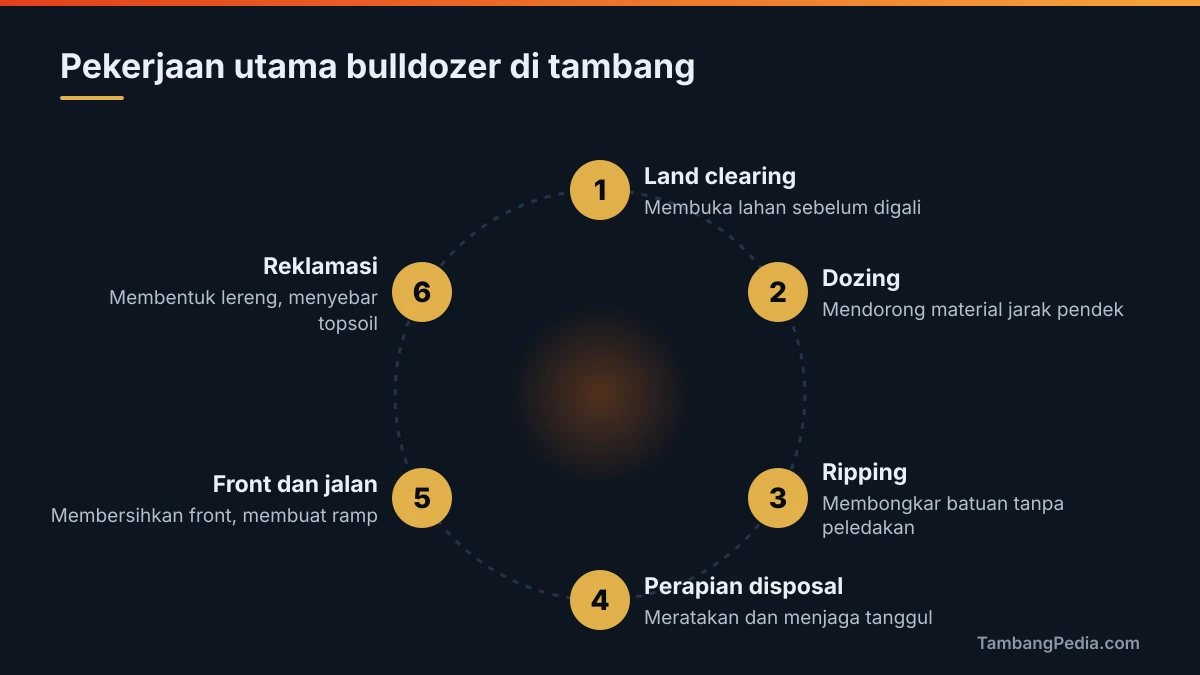 Pekerjaan utama bulldozer di tambang
1
Land clearing
Membuka lahan sebelum digali
2
Dozing
Mendorong material jarak pendek
3
Ripping
Membongkar batuan tanpa
peledakan
4
Perapian disposal
Meratakan dan menjaga tanggul
5
Front dan jalan
Membersihkan front, membuat ramp
6
Reklamasi
Membentuk lereng, menyebar
topsoil
TambangPedia.com